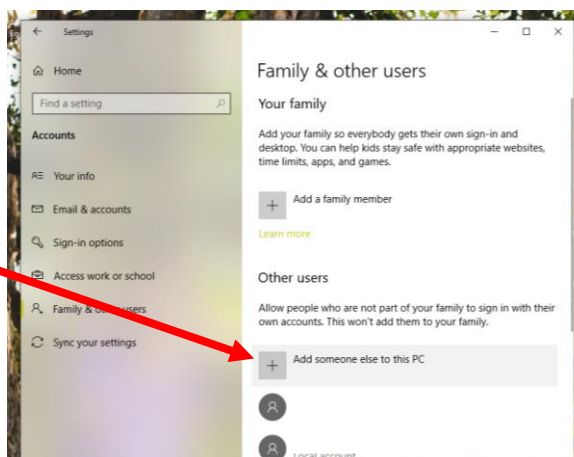 Settings
Home
Find a setting
Accounts
Your info
Email & accounts
Sign-in options
Access work or school
Family & other users
Sync your settings
Family & other users
Your family
Add your family so everybody gets their own sign-in and
desktop. You can help kids stay safe with appropriate websites,
time limits, apps, and games.
Add a family member
Learn more
Other users
Allow people who are not part of your family to sign in with their
own accounts. This won't add them to your family.
Add someone else to this PC
Local account